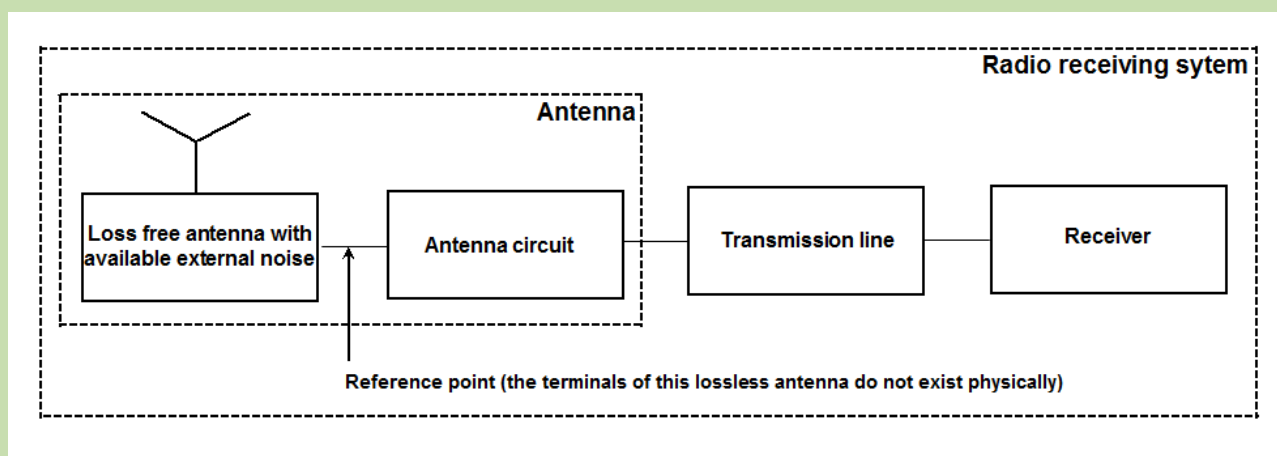 Radio receiving sytem
Antenna
Loss free antenna with
available external noise
Antenna circuit
Transmission line
Receiver
Reference point (the terminals of this lossless antenna do not exist physically)